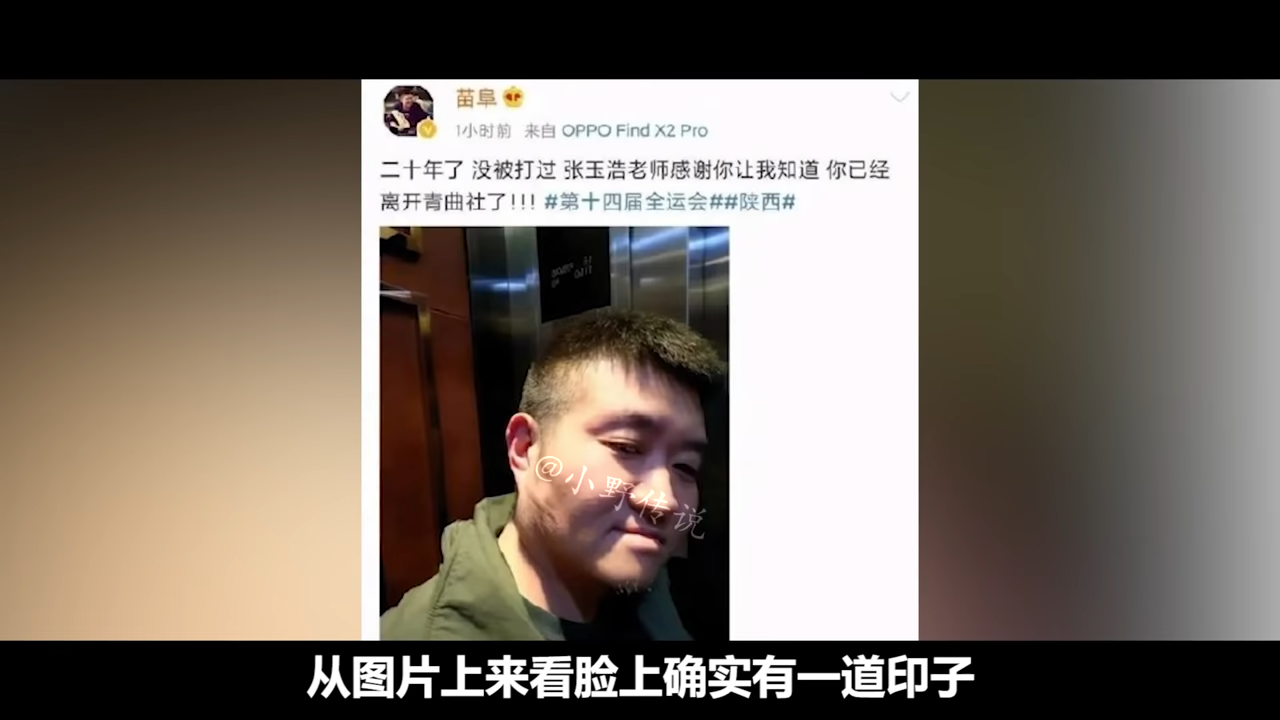 苗阜
1小时前 来自 OPPO Find X2 Pro
二十年了 没被打过 张玉浩老师感谢你让我知道 你已经
离开青曲社了!!! #第十四届全运会##陕西#
@小野传说
从图片上来看脸上确实有一道印子